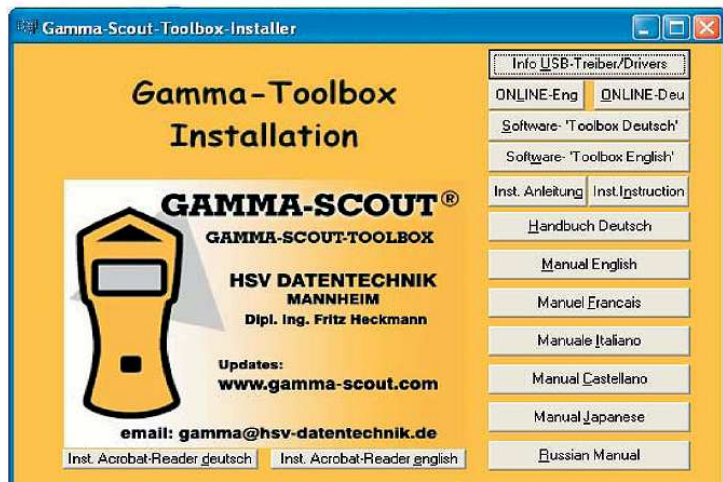 Gamma-Scout-Toolbox-Installer
Gamma-Toolbox
Installation
GAMMA-SCOUT®
GAMMA-SCOUT-TOOLBOX
HSV DATENTECHNIK
MANNHEIM
Dipl. Ing. Fritz Heckmann
Updates:
www.gamma-scout.com
email: gamma@hsv-datentechnik.de
Inst. Acrobat-Reader deutsch
Inst. Acrobat-Reader english
Info USB-Treiber/Drivers
ONLINE-Eng
ONLINE-Deu
Software- 'Toolbox Deutsch'
Software- 'Toolbox English'
Inst. Anleitung
Inst.Instruction
Handbuch Deutsch
Manual English
Manuel Francais
Manuale Italiano
Manual Castellano
Manual Japanese
Russian Manual